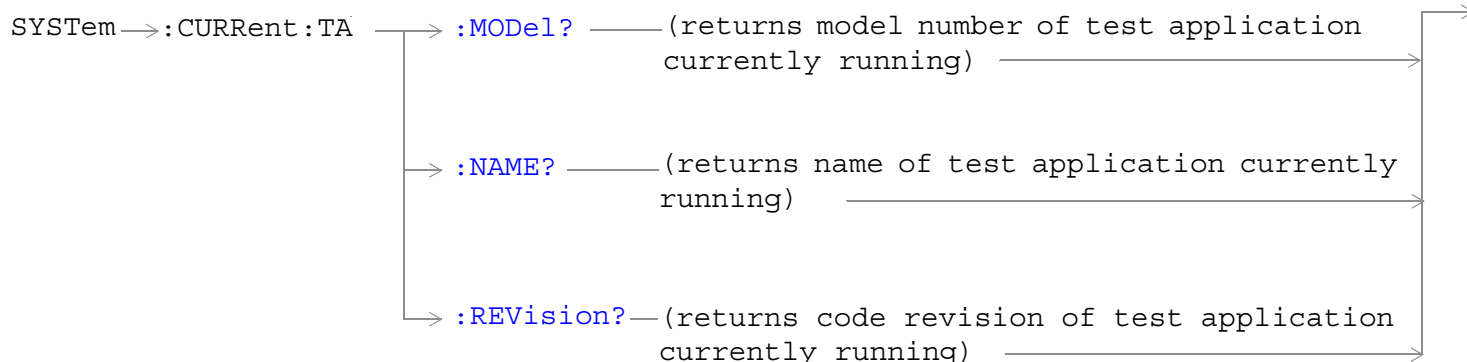 SYSTem :CURRent:TA :MODel? (returns model number of test application
currently running)
:NAME? (returns name of test application currently
running)
:REVision? (returns code revision of test application
currently running)